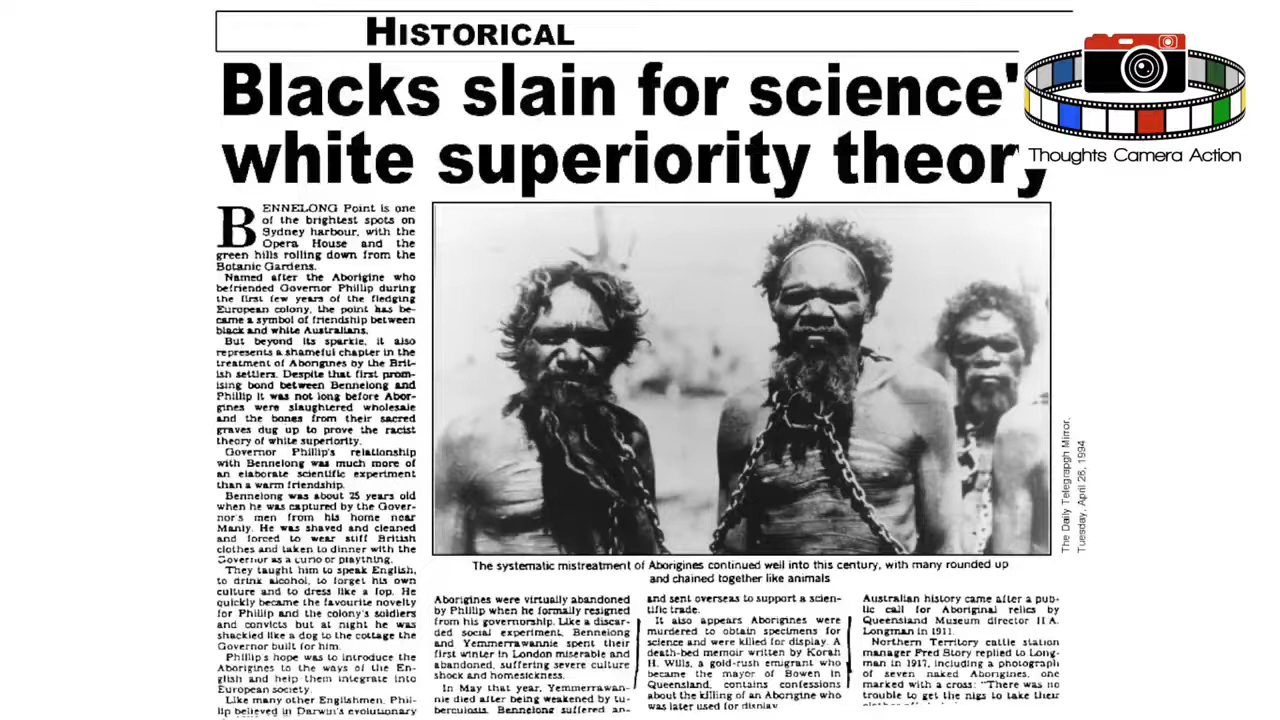 HISTORICAL
Blacks slain for science'
white superiority theory
Thoughts Camera Action
BENNELONG Point is one
of the brightest spots on
Sydney harbour, with the
Opera House and the
green hills rolling down from the
Botanic Gardens.
Named after the Aborigine who
befriended Governor Phillip during
the first few years of the fledging
European colony, the point has be-
came a symbol of friendship between
black and white Australians.
But beyond its sparkle, it also
represents a shameful chapter in the
treatment of Aborigines by the Brit-
ish settlers. Despite that first prom-
ising bond between Bennelong and
Phillip it was not long before Abor-
gines were slaughtered wholesale
and the bones from their sacred
graves dug up to prove the racist
theory of white superiority.
Governor Phillip's relationship
with Bennelong was much more of
an elaborate scientific experiment
than a warm friendship.
Bennelong was about 25 years old
when he was captured by the Gover-
nor's men from his home near
Manly. He was shaved and cleaned
and forced to wear stiff British
clothes and taken to dinner with the
Governor as a curio or plaything.
They taught him to speak English,
to drink alcohol, to forget his own
culture and to dress like a fop. He
quickly became the favourite novelty
for Phillip and the colony's soldiers
and convicts but at night he was
shackled like a dog to the cottage the
Governor built for him.
Phillip's hope was to introduce the
Aborigines to the ways of the En-
glish and help them integrate into
European society.
Like many other Englishmen, Phil-
lip believed in Darwin's evolutionary
The Daily Telegrapgh Mirror,
Tuesday, April 26, 1994
The systematic mistreatment of Aborigines continued well into this century, with many rounded up
and chained together like animals
Aborigines were virtually abandoned
by Phillip when he formally resigned
from his governorship. Like a discar-
ded social experiment, Bennelong
and Yemmerrawannie spent their
first winter in London miserable and
abandoned, suffering severe culture
shock and homesickness.
In May that year, Yemmerrawan-
nie died after being weakened by tu-
berculosis. Bennelong suffered an-
and sent overseas to support a scien-
tific trade.
It also appears Aborigines were
murdered to obtain specimens for
science and were killed for display. A
death-bed memoir written by Korah
H. Wills, a gold-rush emigrant who
became the mayor of Bowen in
Queensland, contains confessions
about the killing of an Aborigine who
was later used for display
Australian history came after a pub-
lic call for Aboriginal relics by
Queensland Museum director H A.
Longman in 1911.
Northern Territory cattle station
manager Fred Story replied to Long-
man in 1917, including a photograph
of seven naked Aborigines, one
marked with a cross: "There was no
trouble to get the nigs to take their